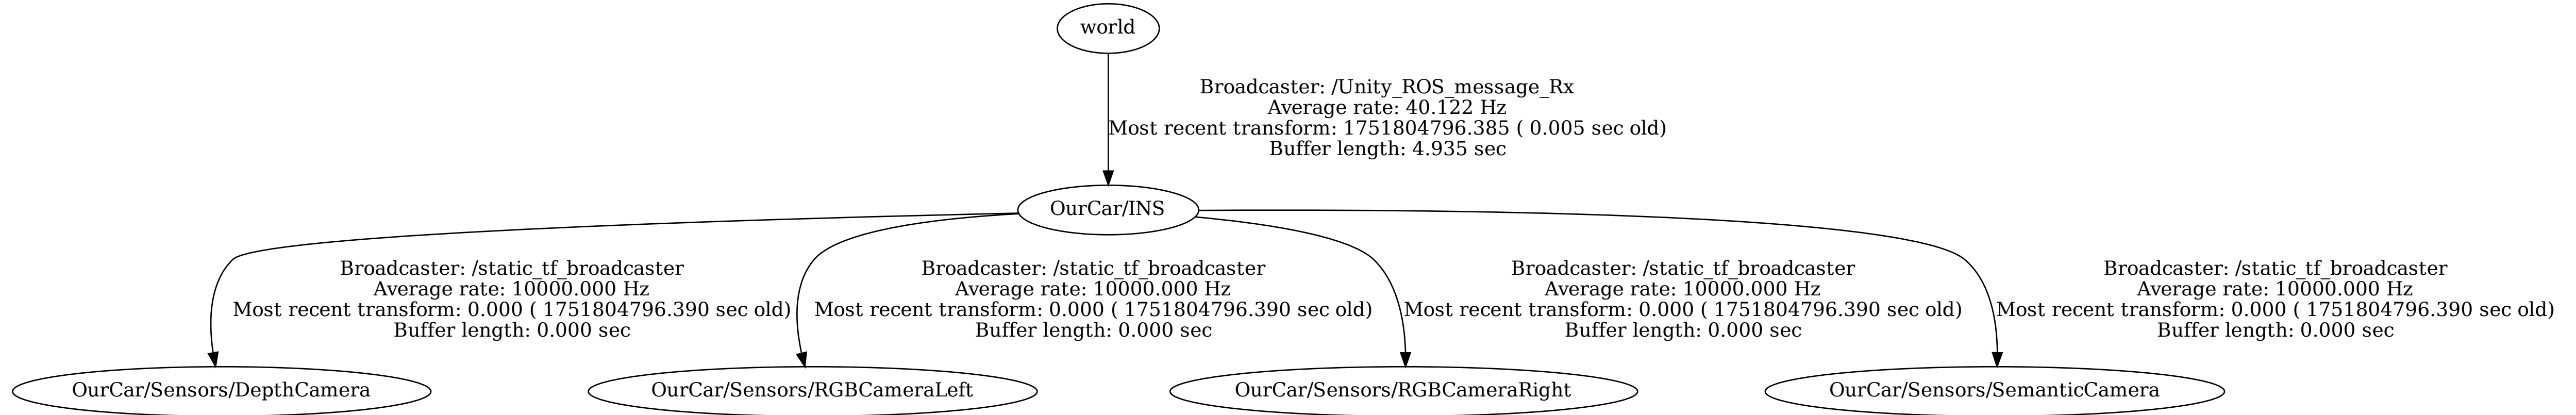 world
Broadcaster: /Unity_ROS_message_Rx
Average rate: 40.122 Hz
Most recent transform: 1751804796.385 ( 0.005 sec old)
Buffer length: 4.935 sec
OurCar/INS
Broadcaster: /static_tf_broadcaster
Average rate: 10000.000 Hz
Most recent transform: 0.000 ( 1751804796.390 sec old)
Buffer length: 0.000 sec
Broadcaster: /static_tf_broadcaster
Average rate: 10000.000 Hz
Most recent transform: 0.000 ( 1751804796.390 sec old)
Buffer length: 0.000 sec
Broadcaster: /static_tf_broadcaster
Average rate: 10000.000 Hz
Most recent transform: 0.000 ( 1751804796.390 sec old)
Buffer length: 0.000 sec
Broadcaster: /static_tf_broadcaster
Average rate: 10000.000 Hz
Most recent transform: 0.000 ( 1751804796.390 sec old)
Buffer length: 0.000 sec
OurCar/Sensors/DepthCamera
OurCar/Sensors/RGBCameraLeft
OurCar/Sensors/RGBCameraRight
OurCar/Sensors/SemanticCamera